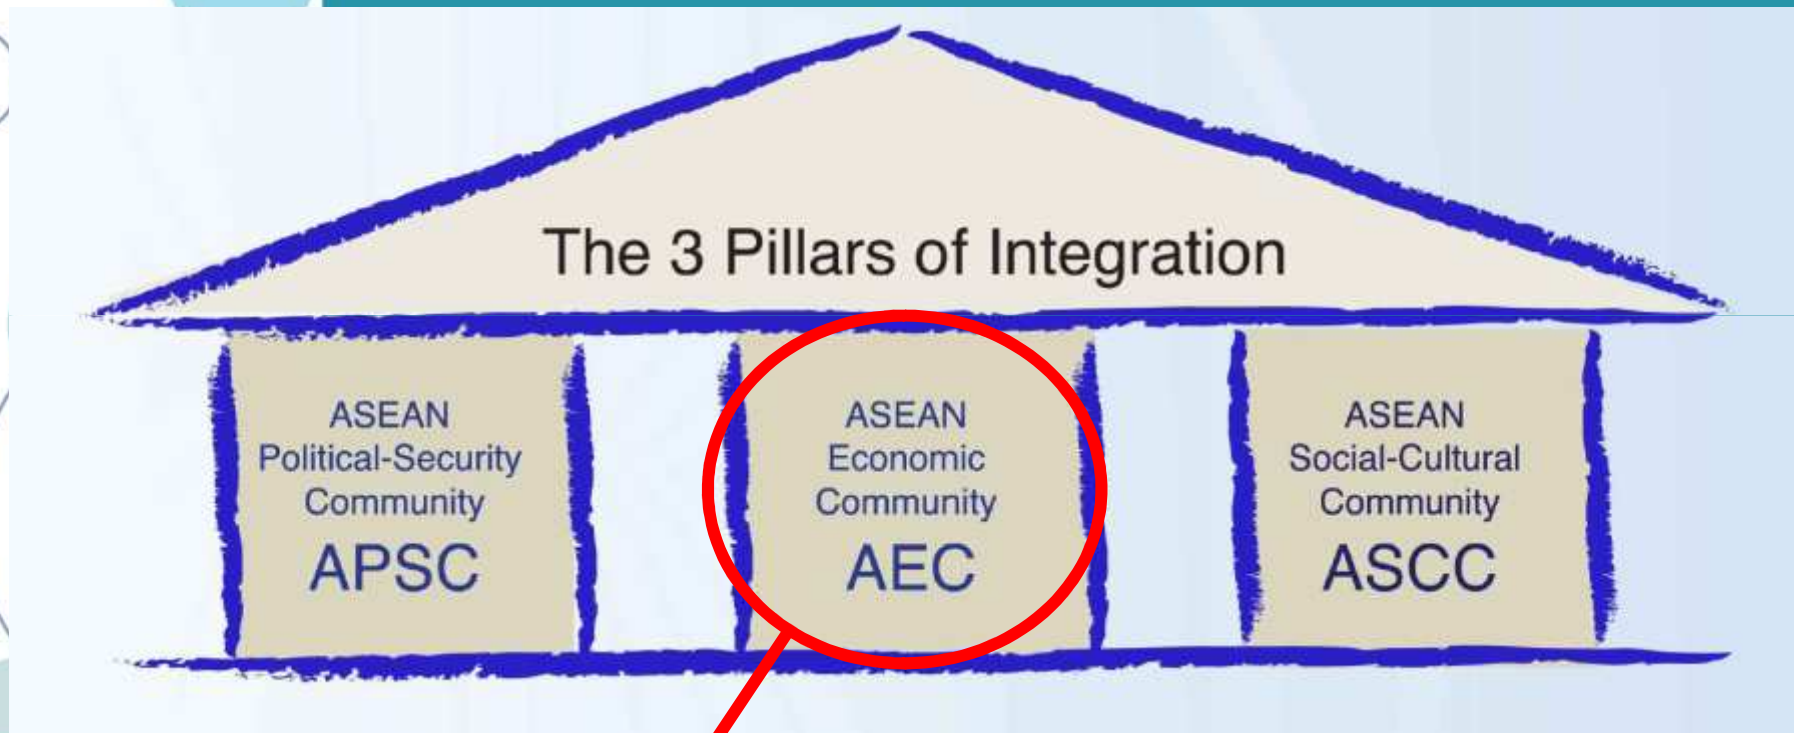 The 3 Pillars of Integration
ASEAN
Political-Security
Community
APSC
ASEAN
Economic
Community
AEC
ASEAN
Social-Cultural
Community
ASCC